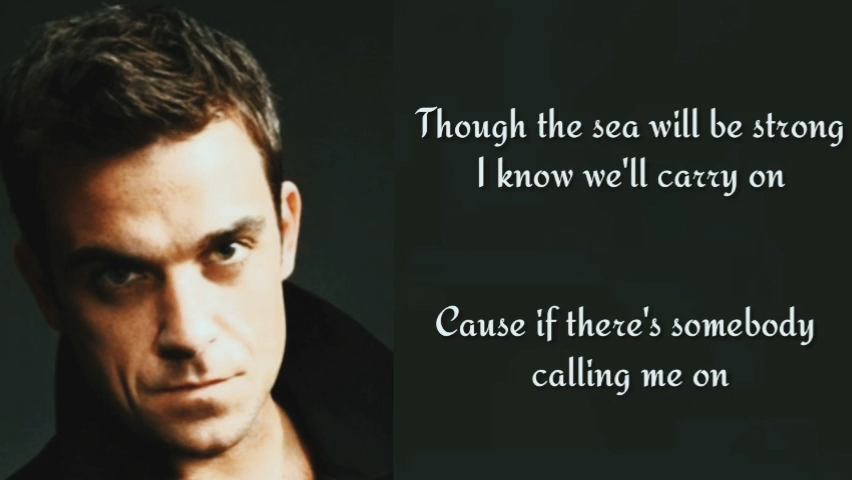 Though the sea will be strong
I know we'll carry on
Cause if there's somebody
calling me on